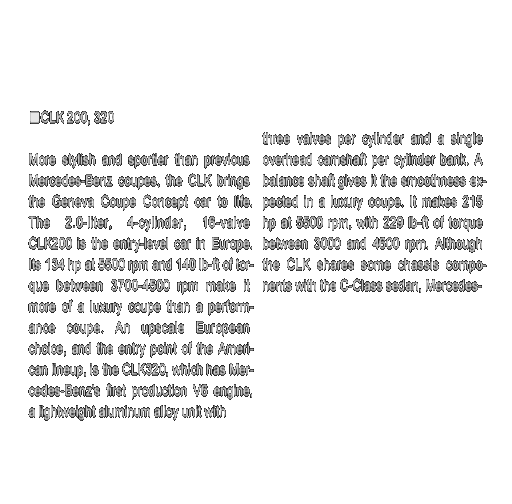 CLK 200, 320
More stylish and sportier than previous
Mercedes-Benz coupes, the CLK brings
the Geneva Coupe Concept car to life.
The 2.0-liter, 4-cylinder, 16-valve
CLK200 is the entry-level car in Europe.
Its 134 hp at 5500 rpm and 140 lb-ft of tor-
que between 3700-4500 rpm make it
more of a luxury coupe than a perform-
ance coupe. An upscale European
choice, and the entry point of the Ameri-
can lineup, is the CLK320, which has Mer-
cedes-Benz's first production V6 engine,
a lightweight aluminum alloy unit with
three valves per cylinder and a single
overhead camshaft per cylinder bank. A
balance shaft gives it the smoothness ex-
pected in a luxury coupe. It makes 215
hp at 5500 rpm, with 229 lb-ft of torque
between 3000 and 4500 rpm. Although
the CLK shares some chassis compo-
nents with the C-Class sedan, Mercedes-